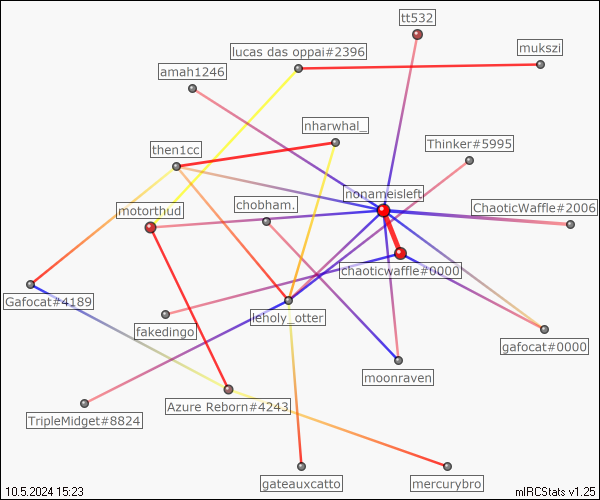 tt532
lucas das oppai#2396
mukszi
amah1246
nharwhal_
then1cc
Thinker#5995
nonameisleft
motorthud
chobham.
ChaoticWaffle#2006
chaoticwaffle#0000
Gafocat#4189
leholy_otter
fakedingo
gafocat#0000
moonraven
Azure Reborn#4243
TripleMidget#8824
gateauxcatto
mercurybro
10.5.2024 15:23
mIRCStats v1.25